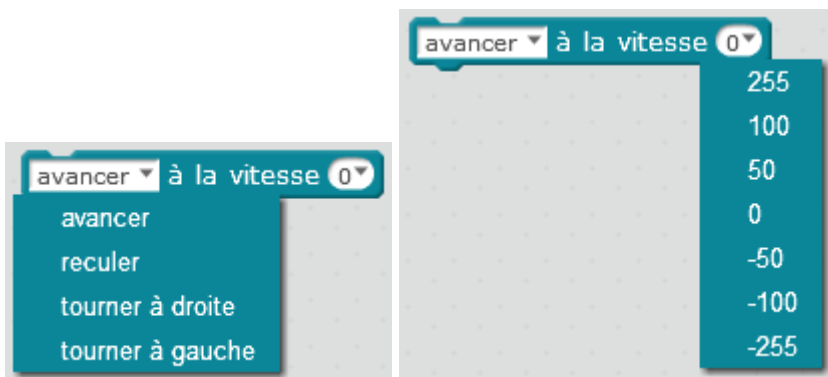 avancer à la vitesse 0
avancer
reculer
tourner à droite
tourner à gauche
avancer à la vitesse 0
255
100
50
0
-50
-100
-255